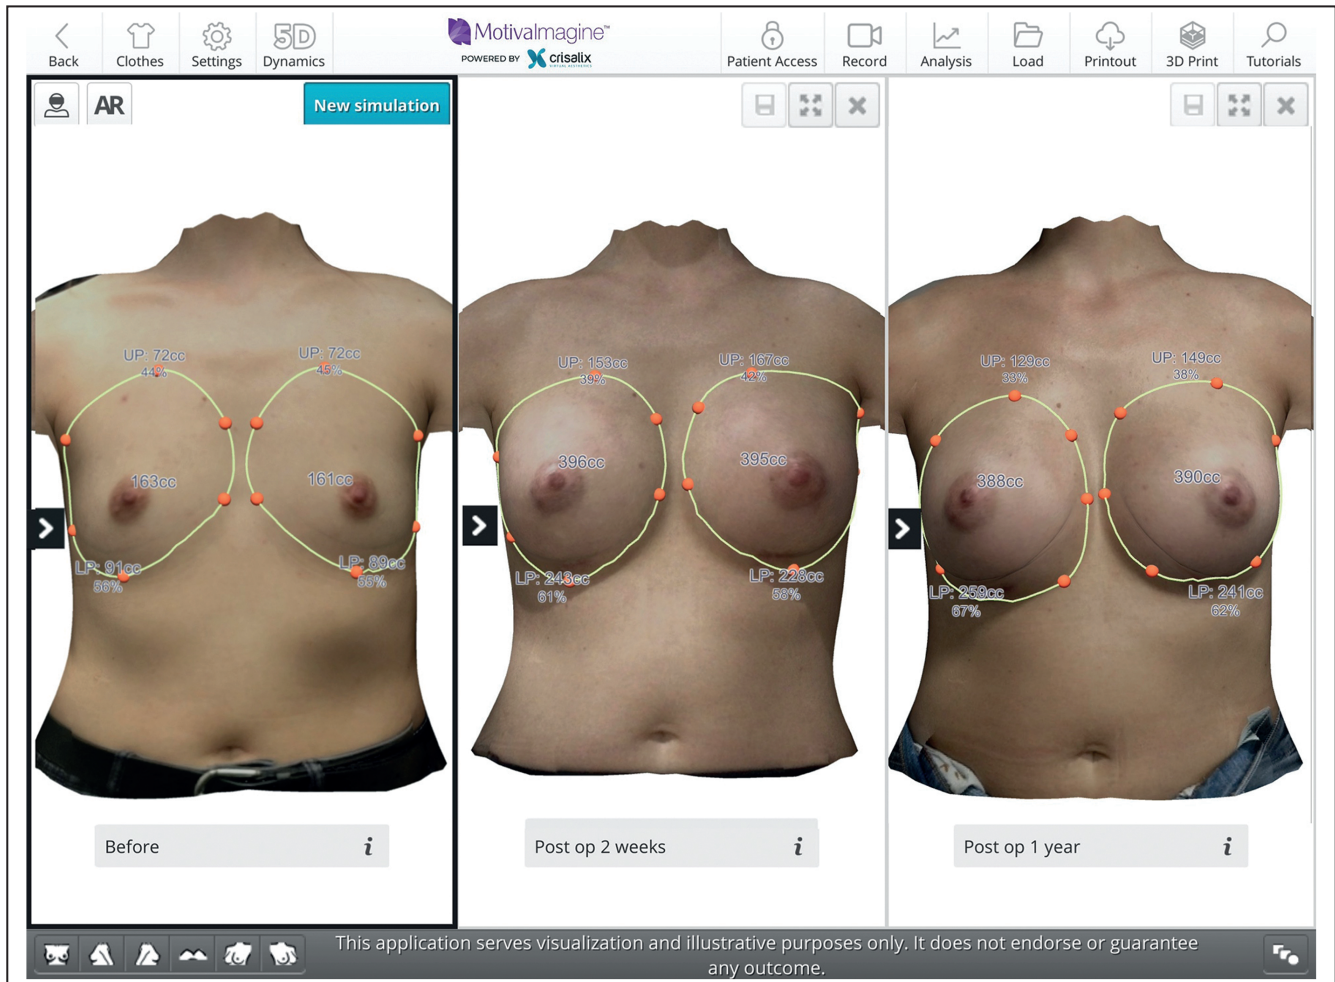 Back
Clothes
Settings
5D
Dynamics
MotivaImagine™
POWERED BY crisalix
VIRTUAL AESTHETICS
Patient Access
Record
Analysis
Load
Printout
3D Print
Tutorials
AR
New simulation
UP: 72cc
44%
UP: 72cc
45%
163cc
161cc
LP: 91cc
56%
LP: 89cc
55%
Before
i
UP: 153cc
39%
UP: 167cc
42%
396cc
395cc
LP: 243cc
61%
LP: 228cc
58%
Post op 2 weeks
i
UP: 129cc
33%
UP: 149cc
38%
388cc
390cc
LP: 259cc
67%
LP: 241cc
62%
Post op 1 year
i
This application serves visualization and illustrative purposes only. It does not endorse or guarantee
any outcome.